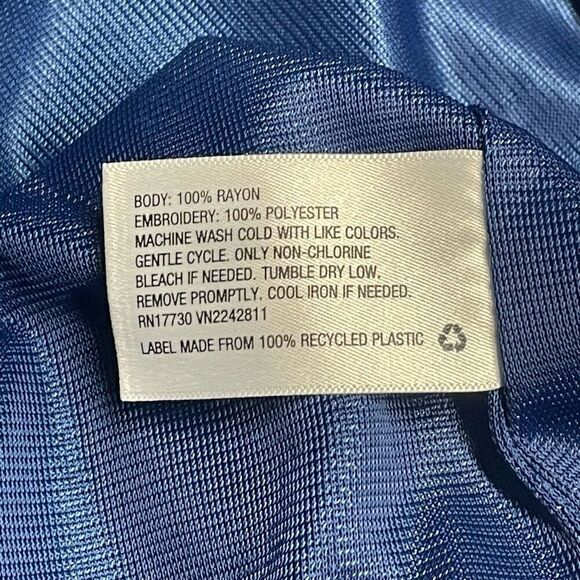 BODY: 100% RAYON
EMBROIDERY: 100% POLYESTER
MACHINE WASH COLD WITH LIKE COLORS.
GENTLE CYCLE. ONLY NON-CHLORINE
BLEACH IF NEEDED. TUMBLE DRY LOW,
REMOVE PROMPTLY. COOL IRON IF NEEDED.
RN17730 VN2242811
LABEL MADE FROM 100% RECYCLED PLASTIC